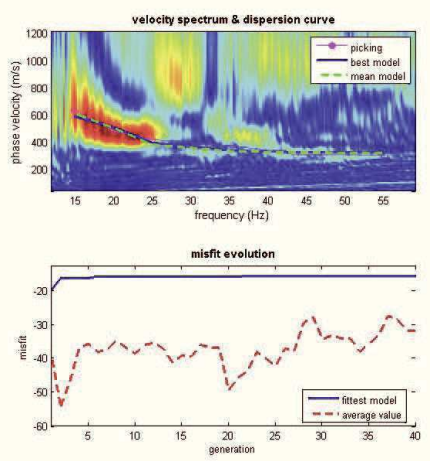 velocity spectrum & dispersion curve
1200
1000
800
600
400
200
phase velocity (m/s)
picking
best model
mean model
15 20 25 30 35 40 45 50 55
frequency (Hz)
misfit evolution
-20
-30
-40
-50
-60
misfit
fittest model
average value
5 10 15 20 25 30 35 40
generation